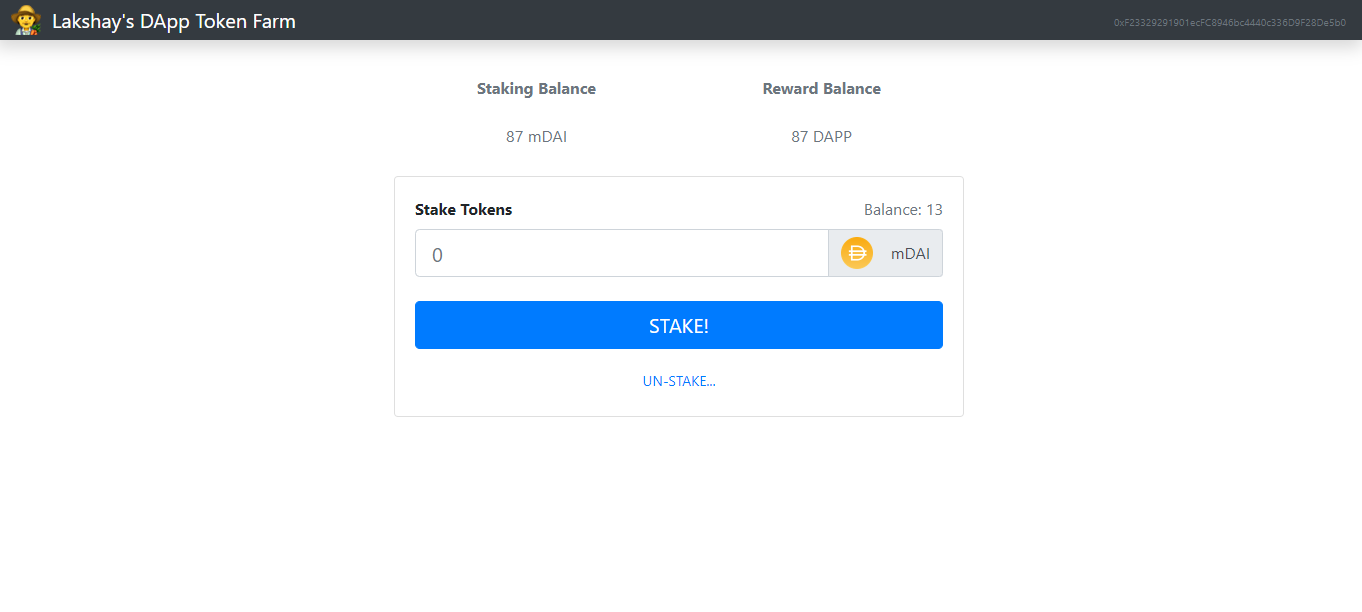 Lakshay's DApp Token Farm
0xF23329291901ecFC8946bc4440c336D9F28De5b0
Staking Balance
Reward Balance
87 mDAI
87 DAPP
Stake Tokens
Balance: 13
0
mDAI
STAKE!
UN-STAKE...